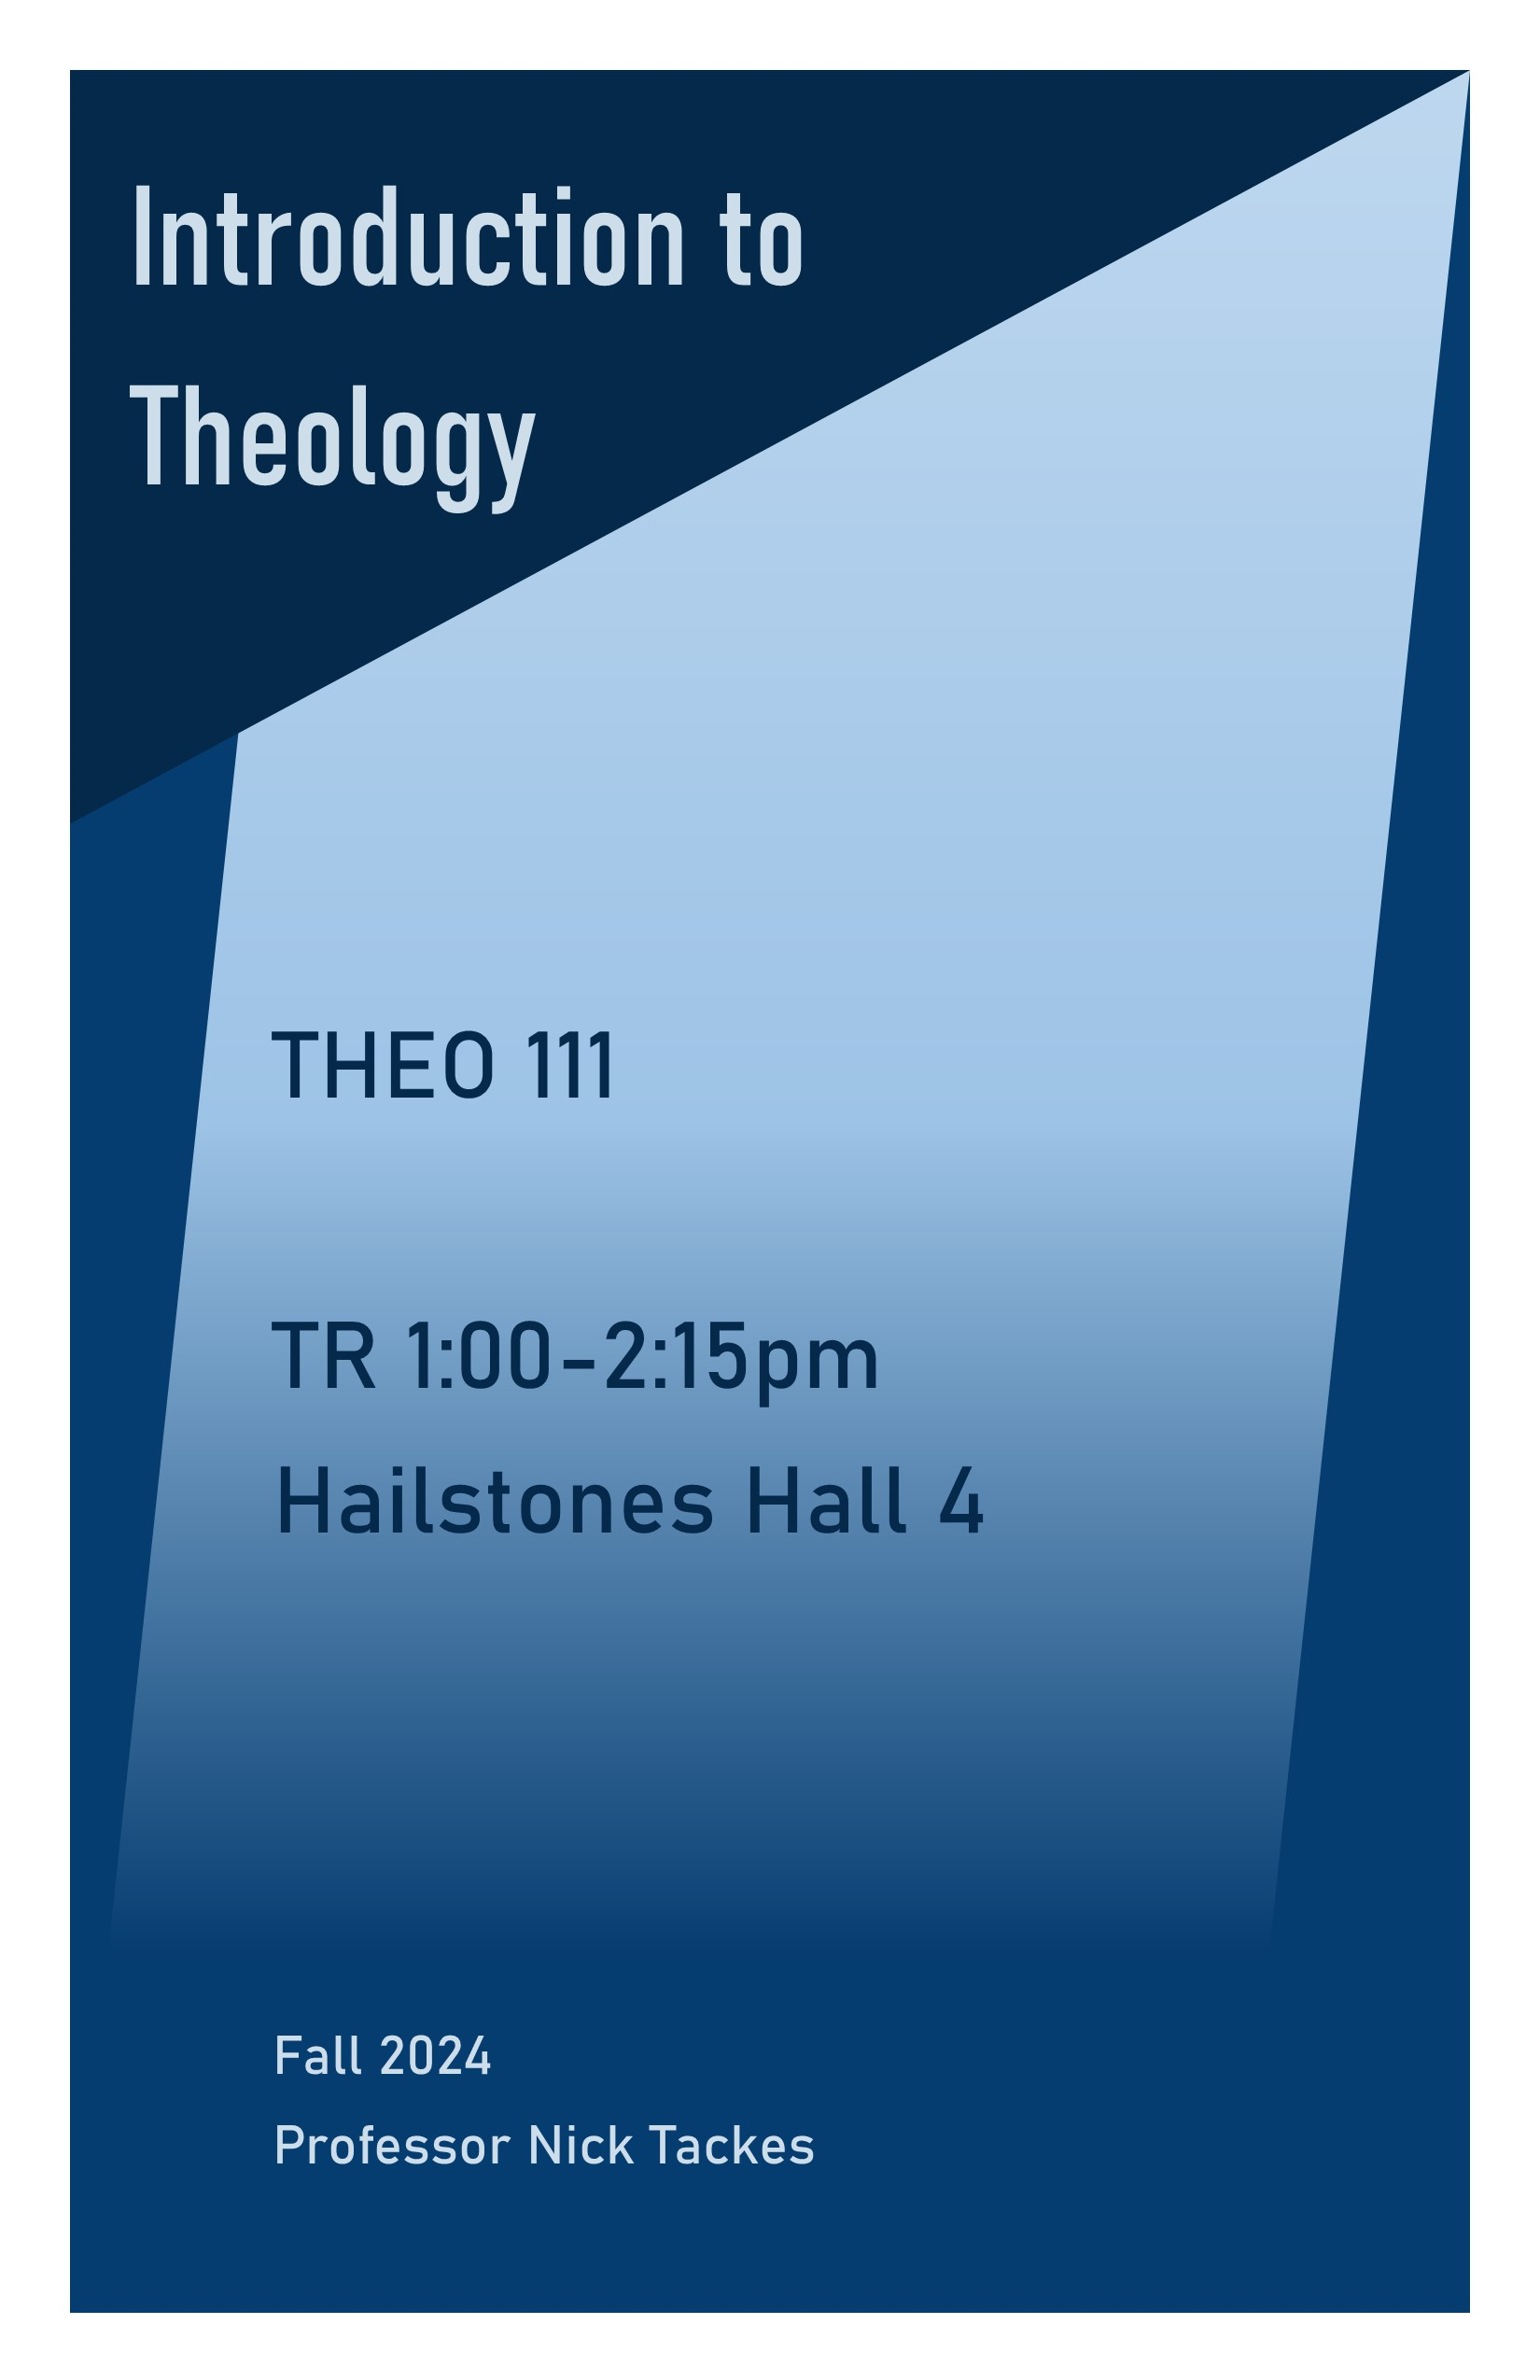 Introduction to
Theology
THEO 111
TR 1:00-2:15pm
Hailstones Hall 4
Fall 2024
Professor Nick Tackes